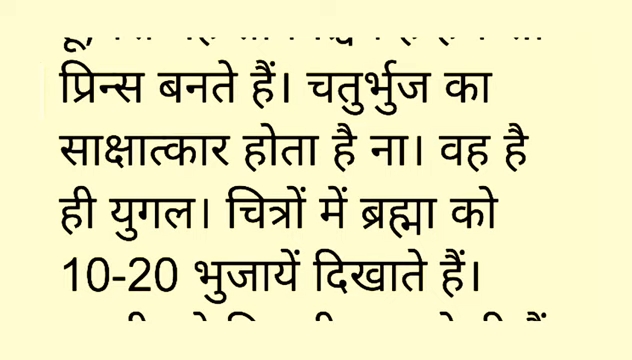 प्रिन्स बनते हैं। चतुर्भुज का
साक्षात्कार होता है ना। वह है
ही युगल। चित्रों में ब्रह्मा को
10-20 भुजायें दिखाते हैं।